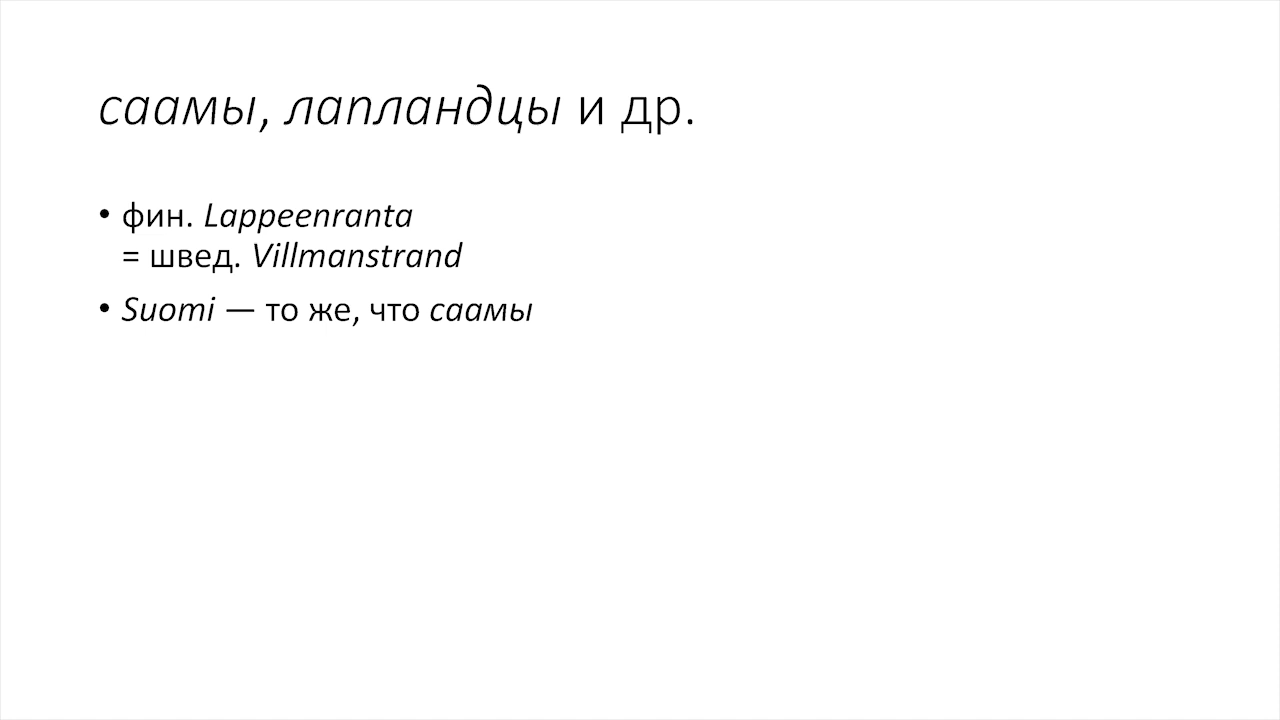 саамы, лапландцы и др.
• фин. Lappeenranta
= швед. Villmanstrand
• Suomi — то же, что саамы